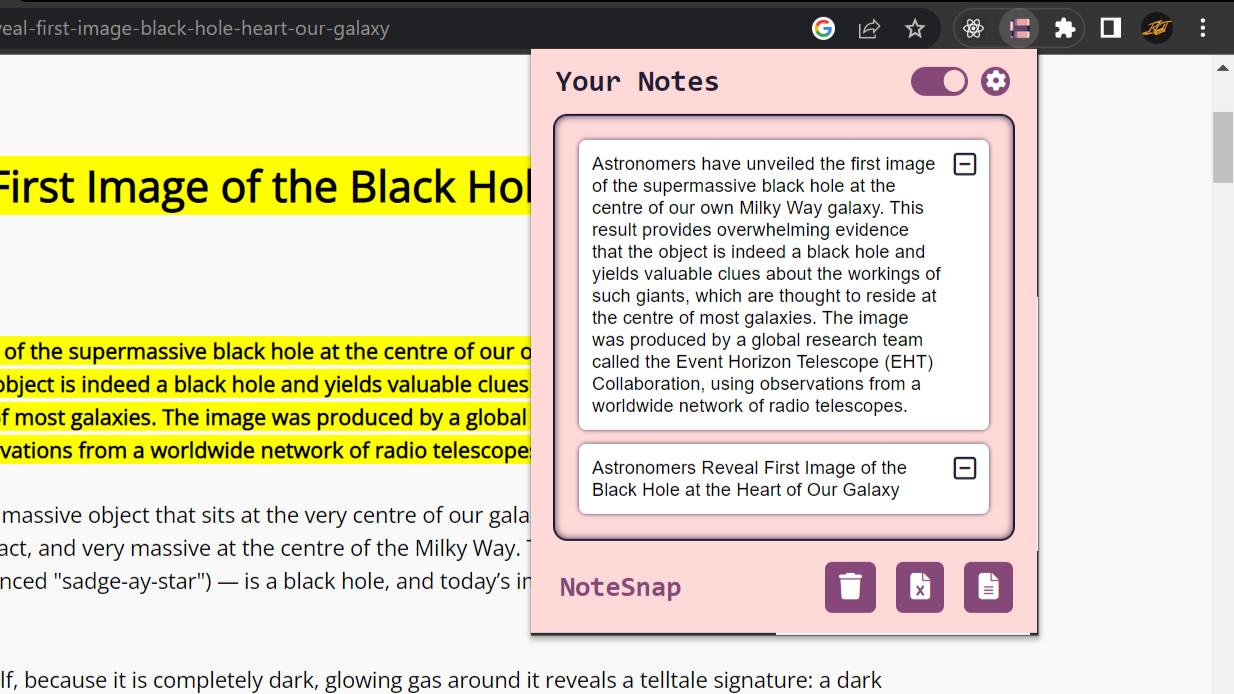 eal-first-image-black-hole-heart-our-galaxy
Your Notes
First Image of the Black Hol
of the supermassive black hole at the centre of our o
object is indeed a black hole and yields valuable clues
of most galaxies. The image was produced by a global
vations from a worldwide network of radio telescopes
massive object that sits at the very centre of our gala
act, and very massive at the centre of the Milky Way. T
nced "sadge-ay-star") — is a black hole, and today's in
lf, because it is completely dark, glowing gas around it reveals a telltale signature: a dark
Astronomers have unveiled the first image
of the supermassive black hole at the
centre of our own Milky Way galaxy. This
result provides overwhelming evidence
that the object is indeed a black hole and
yields valuable clues about the workings of
such giants, which are thought to reside at
the centre of most galaxies. The image
was produced by a global research team
called the Event Horizon Telescope (EHT)
Collaboration, using observations from a
worldwide network of radio telescopes.
Astronomers Reveal First Image of the
Black Hole at the Heart of Our Galaxy
NoteSnap